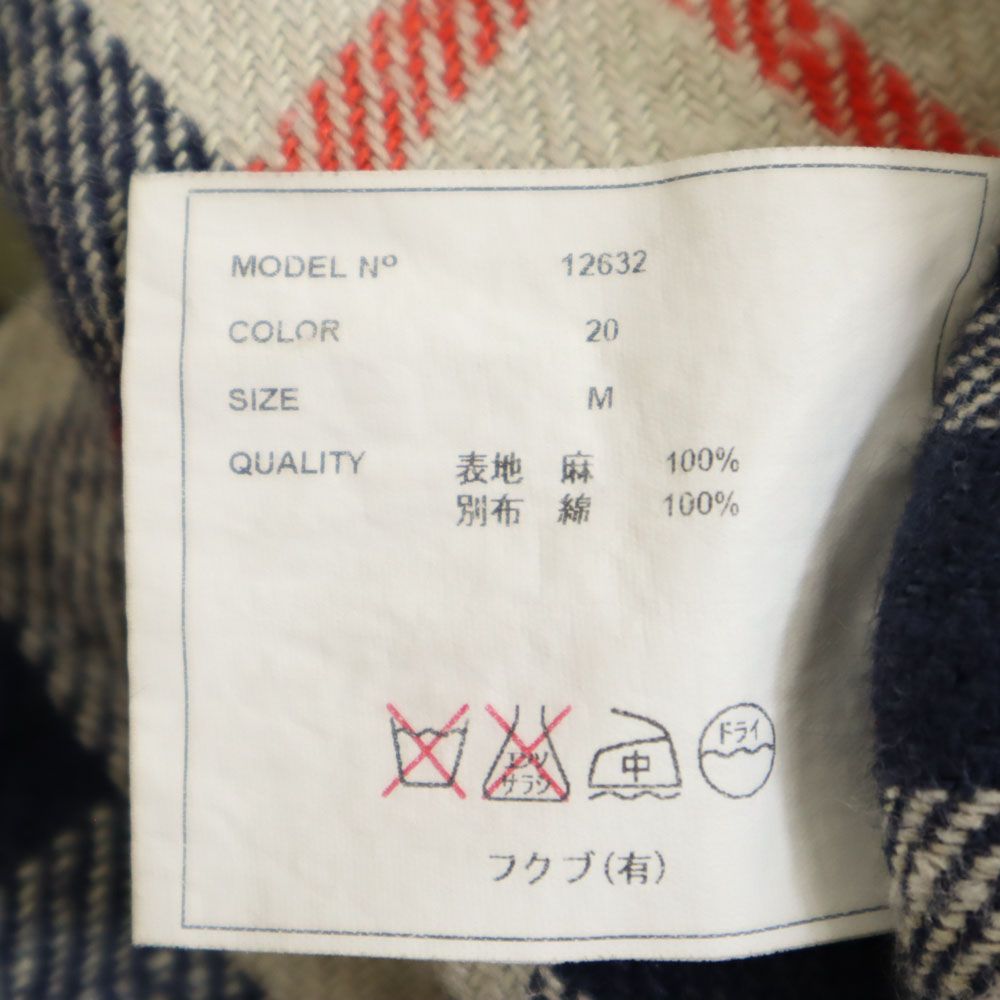 MODEL Nº 12632
COLOR 20
SIZE M
QUALITY 表地 麻 100%
別布 綿 100%
エンソ サラシ 中 ドライ
フクブ(有)